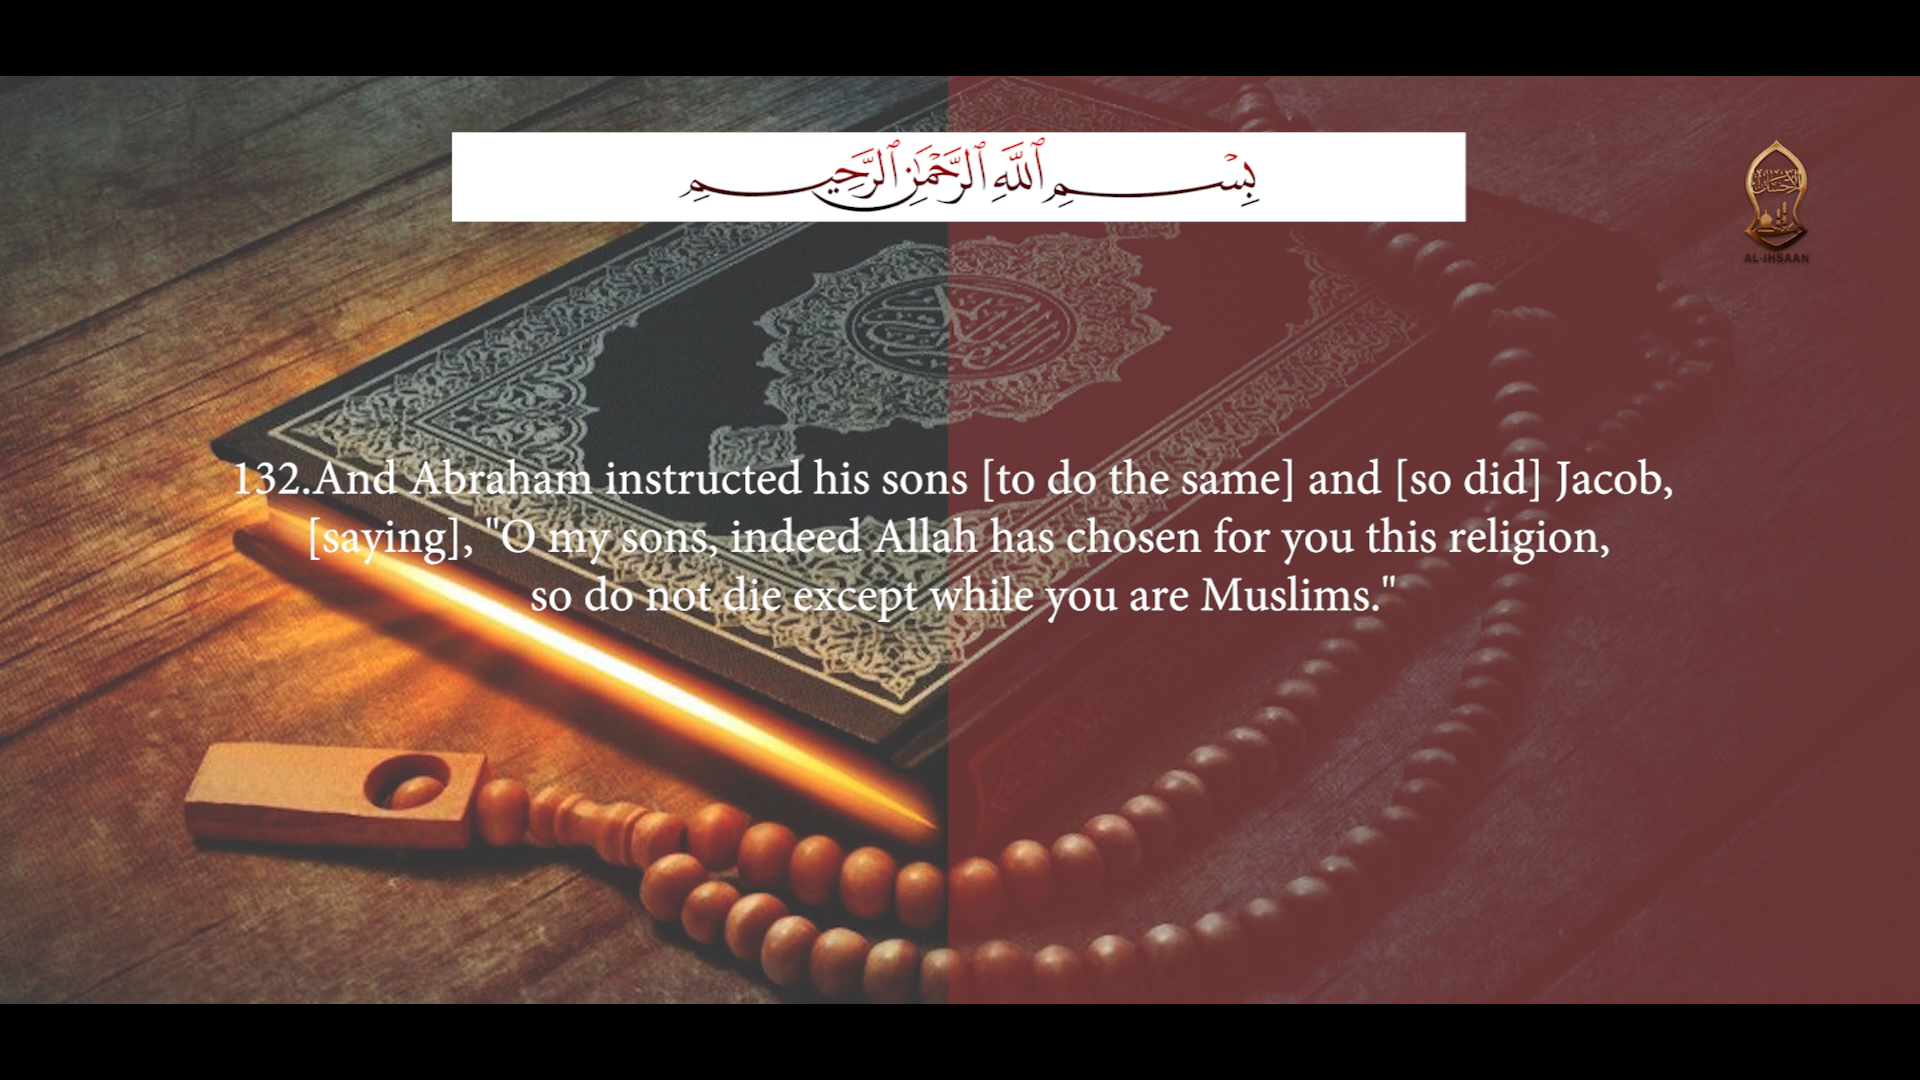 بِسْمِ ٱللَّهِ ٱلرَّحْمَٰنِ ٱلرَّحِيمِ
AL-IHSAAN
132.And Abraham instructed his sons [to do the same] and [so did] Jacob,
[saying], "O my sons, indeed Allah has chosen for you this religion,
so do not die except while you are Muslims."